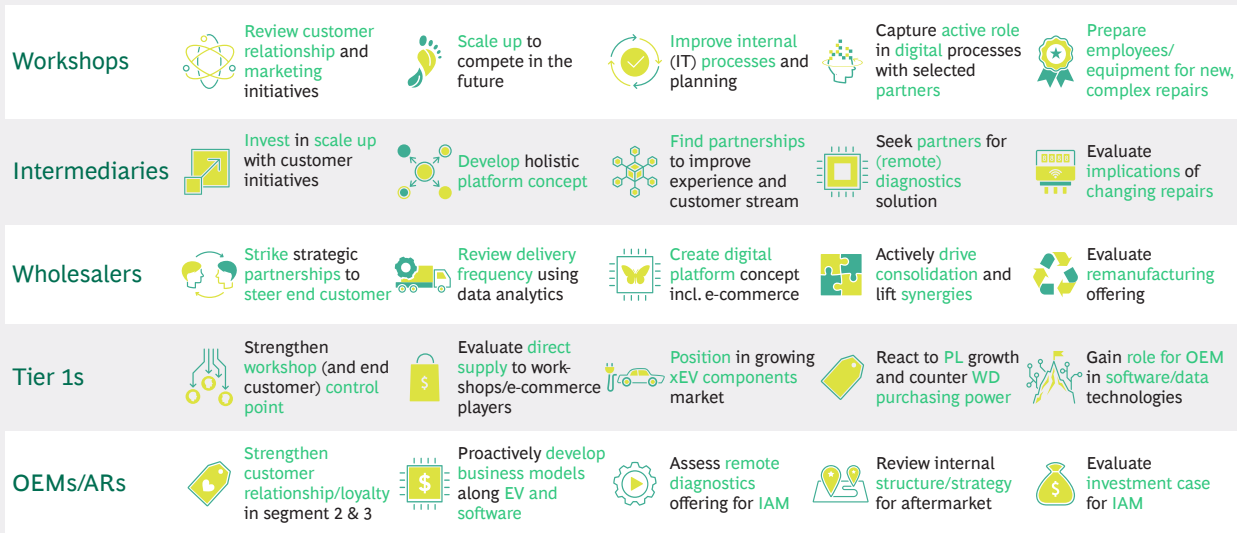 Workshops
Review customer
relationship and
marketing
initiatives
Scale up to
compete in the
future
Improve internal
(IT) processes and
planning
Capture active role
in digital processes
with selected
partners
Prepare
employees/
equipment for new,
complex repairs
Intermediaries
Invest in scale up
with customer
initiatives
Develop holistic
platform concept
Find partnerships
to improve
experience and
customer stream
Seek partners for
(remote)
diagnostics
solution
Evaluate
implications of
changing repairs
Wholesalers
Strike strategic
partnerships to
steer end customer
Review delivery
frequency using
data analytics
Create digital
platform concept
incl. e-commerce
Actively drive
consolidation and
lift synergies
Evaluate
remanufacturing
offering
Tier 1s
Strengthen
workshop (and end
customer) control
point
$
Evaluate direct
supply to work-
shops/e-commerce
players
Position in growing
xEV components
market
React to PL growth
and counter WD
purchasing power
Gain role for OEM
in software/data
technologies
OEMs/ARs
Strengthen
customer
relationship/loyalty
in segment 2 & 3
$
Proactively develop
business models
along EV and
software
Assess remote
diagnostics
offering for IAM
Review internal
structure/strategy
for aftermarket
$
Evaluate
investment case
for IAM